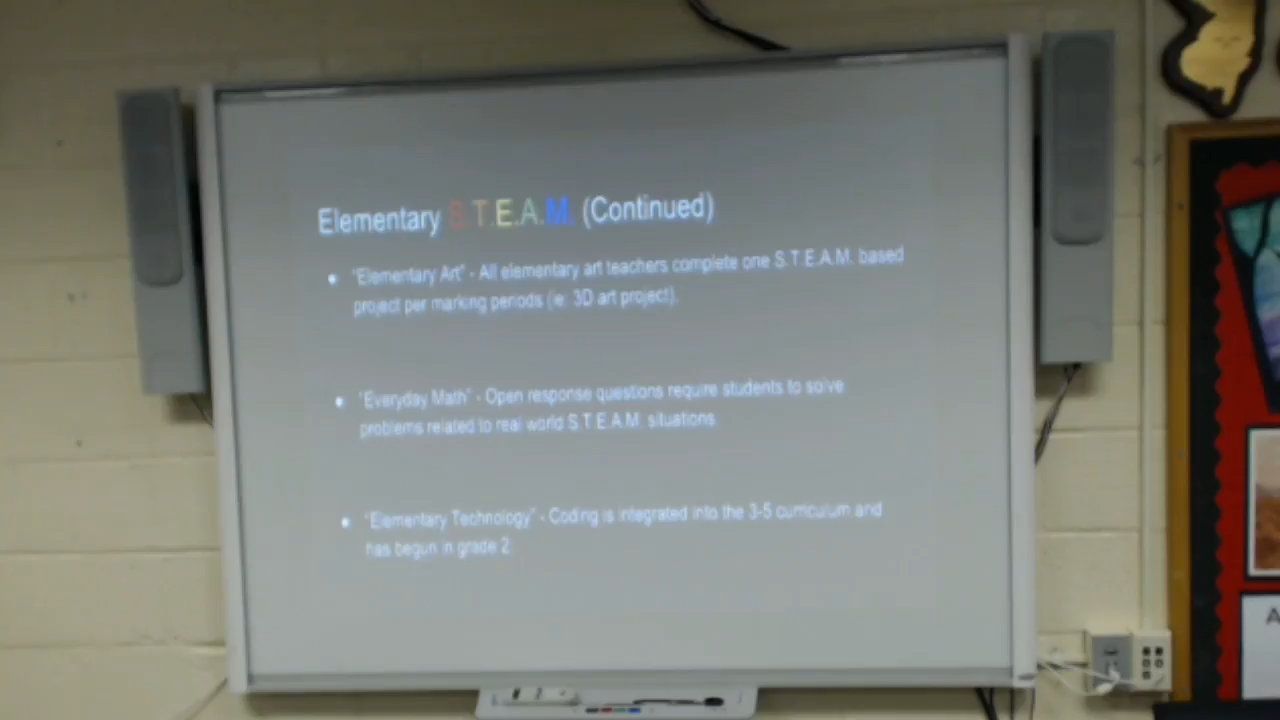 Elementary S.T.E.A.M. (Continued)
• "Elementary Art" - All elementary art teachers complete one S.T.E.A.M. based
project per marking periods (ie: 3D art project).
• "Everyday Math" - Open response questions require students to solve
problems related to real world S.T.E.A.M. situations.
• "Elementary Technology" - Coding is integrated into the 3-5 curriculum and
has begun in grade 2.
A